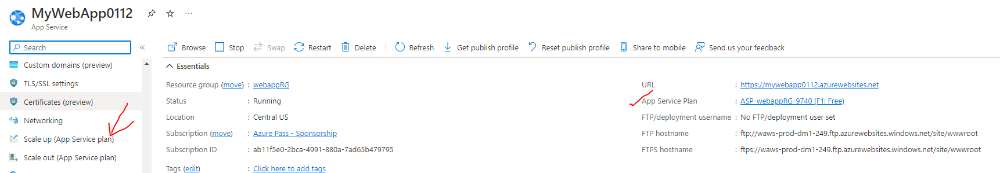 MyWebApp0112
App Service
Search
«
Browse Stop Swap Restart Delete Refresh Get publish profile Reset publish profile Share to mobile Send us your feedback
Custom domains (preview)
TLS/SSL settings
Certificates (preview)
Networking
Scale up (App Service plan)
Scale out (App Service plan)
Essentials
Resource group (move) : webappRG
Status : Running
Location : Central US
Subscription (move) : Azure Pass - Sponsorship
Subscription ID : ab11f5e0-2bca-4991-880a-7ad65b479795
Tags (edit) : Click here to add tags
URL : https://mywebapp0112.azurewebsites.net
App Service Plan : ASP-webappRG-9740 (F1: Free)
FTP/deployment username : No FTP/deployment user set
FTP hostname : ftp://waws-prod-dm1-249.ftp.azurewebsites.windows.net/site/wwwroot
FTPS hostname : ftps://waws-prod-dm1-249.ftp.azurewebsites.windows.net/site/wwwroot